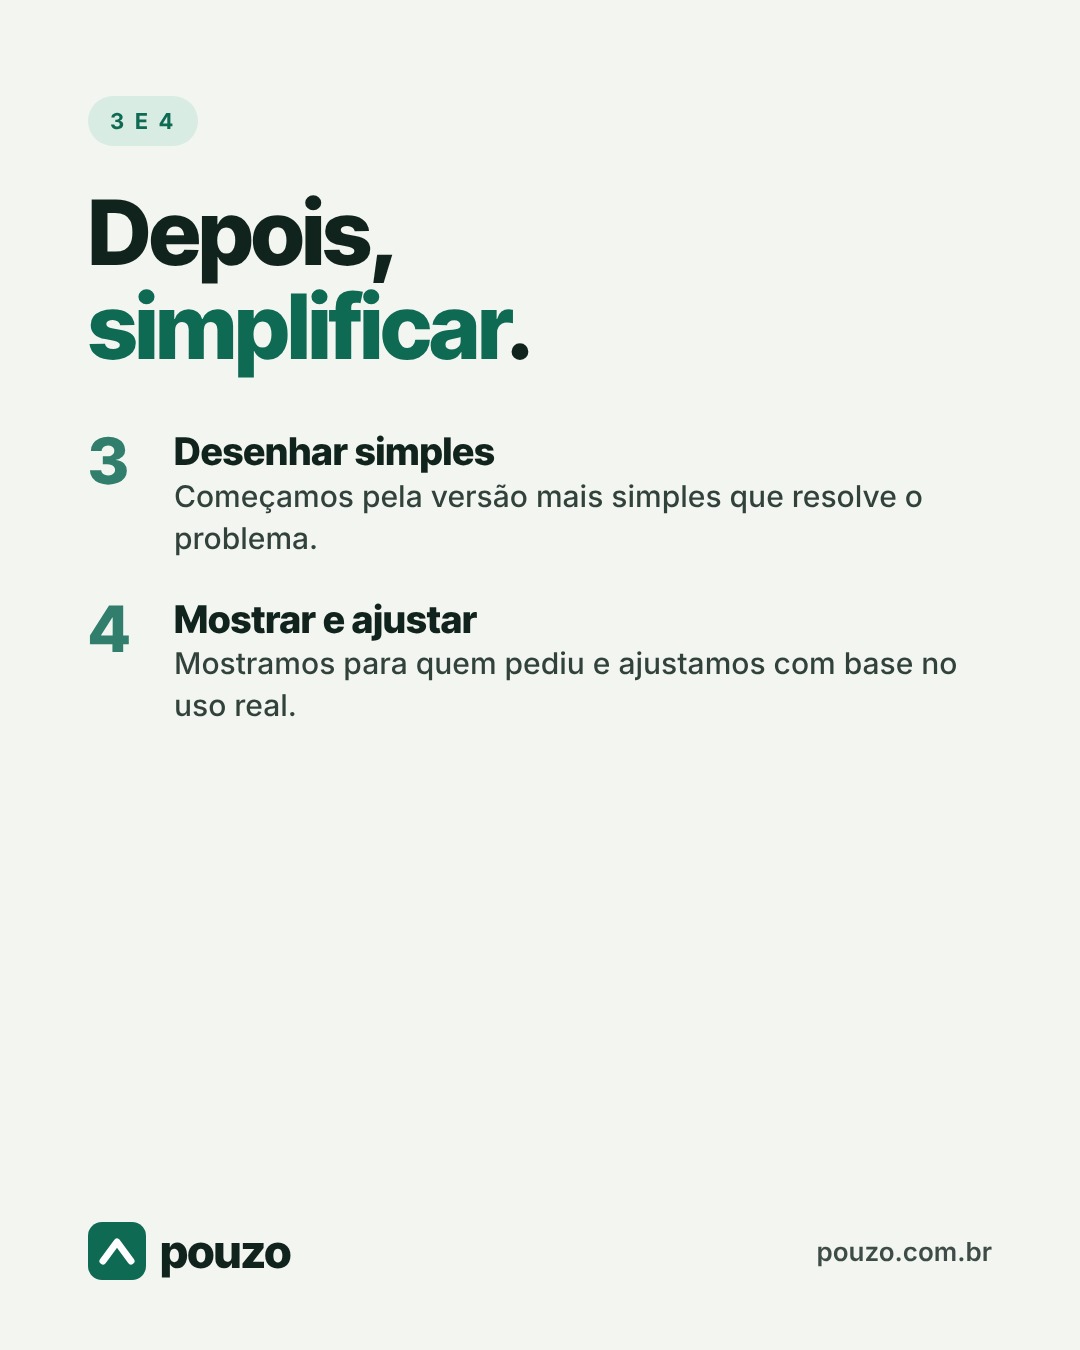 3 E 4
Depois,
simplificar.
3
Desenhar simples
Começamos pela versão mais simples que resolve o
problema.
4
Mostrar e ajustar
Mostramos para quem pediu e ajustamos com base no
uso real.
pouzo
pouzo.com.br